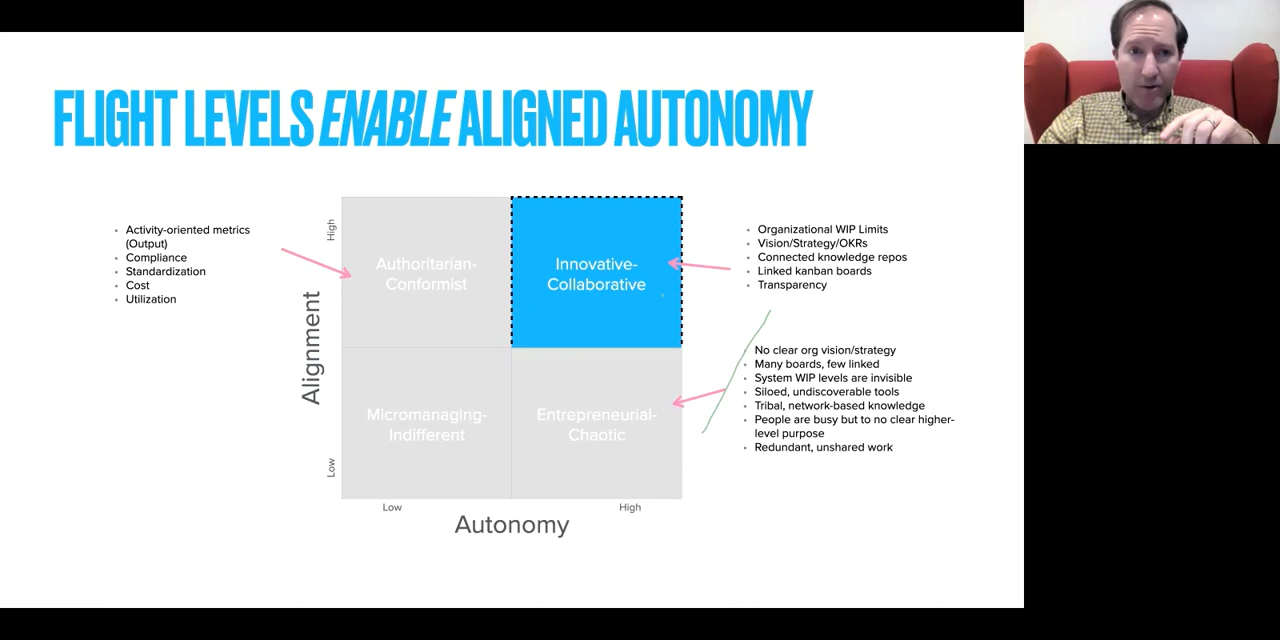 FLIGHT LEVELS ENABLE ALIGNED AUTONOMY
Activity-oriented metrics
(Output)
Compliance
Standardization
Cost
Utilization
Alignment
High
Low
Authoritarian-
Conformist
Innovative-
Collaborative
Micromanaging-
Indifferent
Entrepreneurial-
Chaotic
Low
High
Autonomy
Organizational WIP Limits
Vision/Strategy/OKRs
Connected knowledge repos
Linked kanban boards
Transparency
No clear org vision/strategy
Many boards, few linked
System WIP levels are invisible
Siloed, undiscoverable tools
Tribal, network-based knowledge
People are busy but to no clear higher-
level purpose
Redundant, unshared work